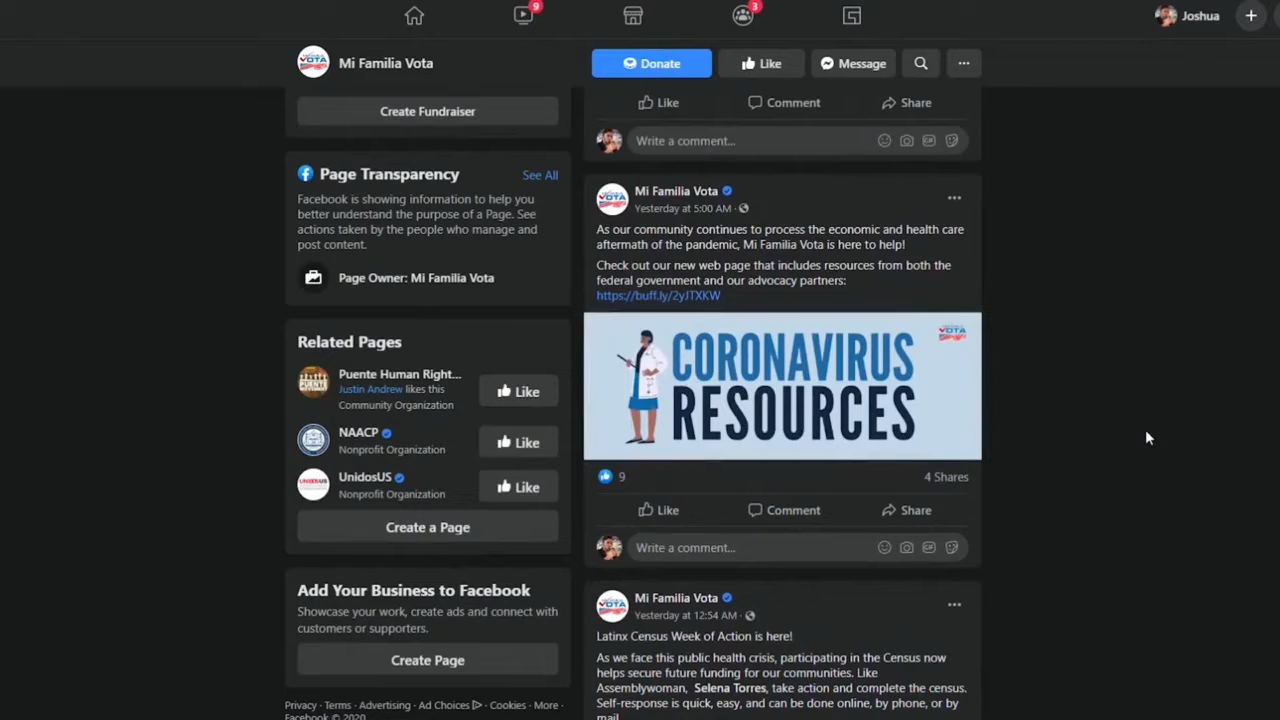 9
3
Joshua
Mi Familia Vota
Donate
Like
Message
Create Fundraiser
Page Transparency
See All
Facebook is showing information to help you
better understand the purpose of a Page. See
actions taken by the people who manage and
post content.
Page Owner: Mi Familia Vota
Related Pages
Puente Human Right...
Justin Andrew likes this
Community Organization
Like
NAACP
Nonprofit Organization
Like
UnidosUS
Nonprofit Organization
Like
Create a Page
Add Your Business to Facebook
Showcase your work, create ads and connect with
customers or supporters.
Create Page
Privacy · Terms · Advertising · Ad Choices · Cookies · More ·
Facebook © 2020
Like
Comment
Share
Write a comment...
Mi Familia Vota
Yesterday at 5:00 AM ·
As our community continues to process the economic and health care
aftermath of the pandemic, Mi Familia Vota is here to help!
Check out our new web page that includes resources from both the
federal government and our advocacy partners:
https://buff.ly/2yJTXKW
VOTA
CORONAVIRUS
RESOURCES
9
4 Shares
Like
Comment
Share
Write a comment...
Mi Familia Vota
Yesterday at 12:54 AM ·
Latinx Census Week of Action is here!
As we face this public health crisis, participating in the Census now
helps secure future funding for our communities. Like
Assemblywoman, Selena Torres, take action and complete the census.
Self-response is quick, easy, and can be done online, by phone, or by
mail